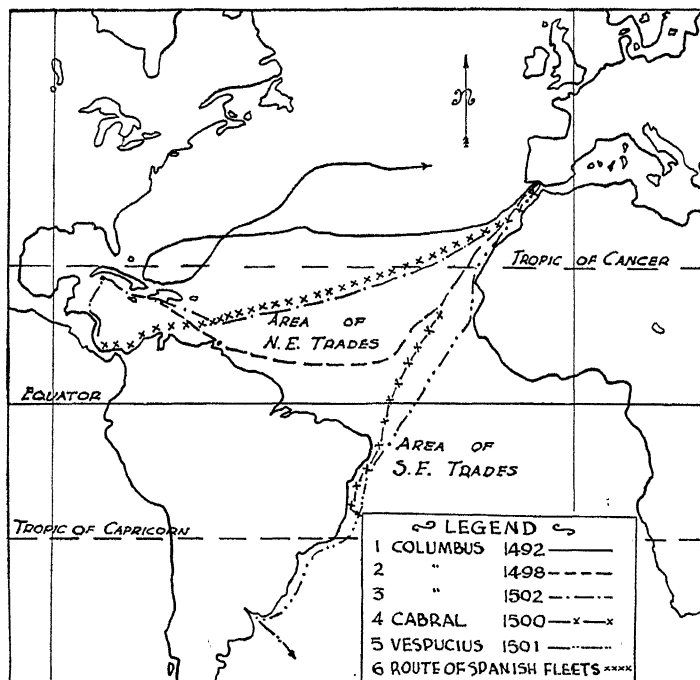 N
TROPIC OF CANCER
AREA OF
N.E. TRADES
EQUATOR
AREA OF
S.E. TRADES
TROPIC OF CAPRICORN
LEGEND
1 COLUMBUS 1492
2 " 1498
3 " 1502
4 CABRAL 1500 —x—x
5 VESPUCIUS 1501
6 ROUTE OF SPANISH FLEETS xxxx